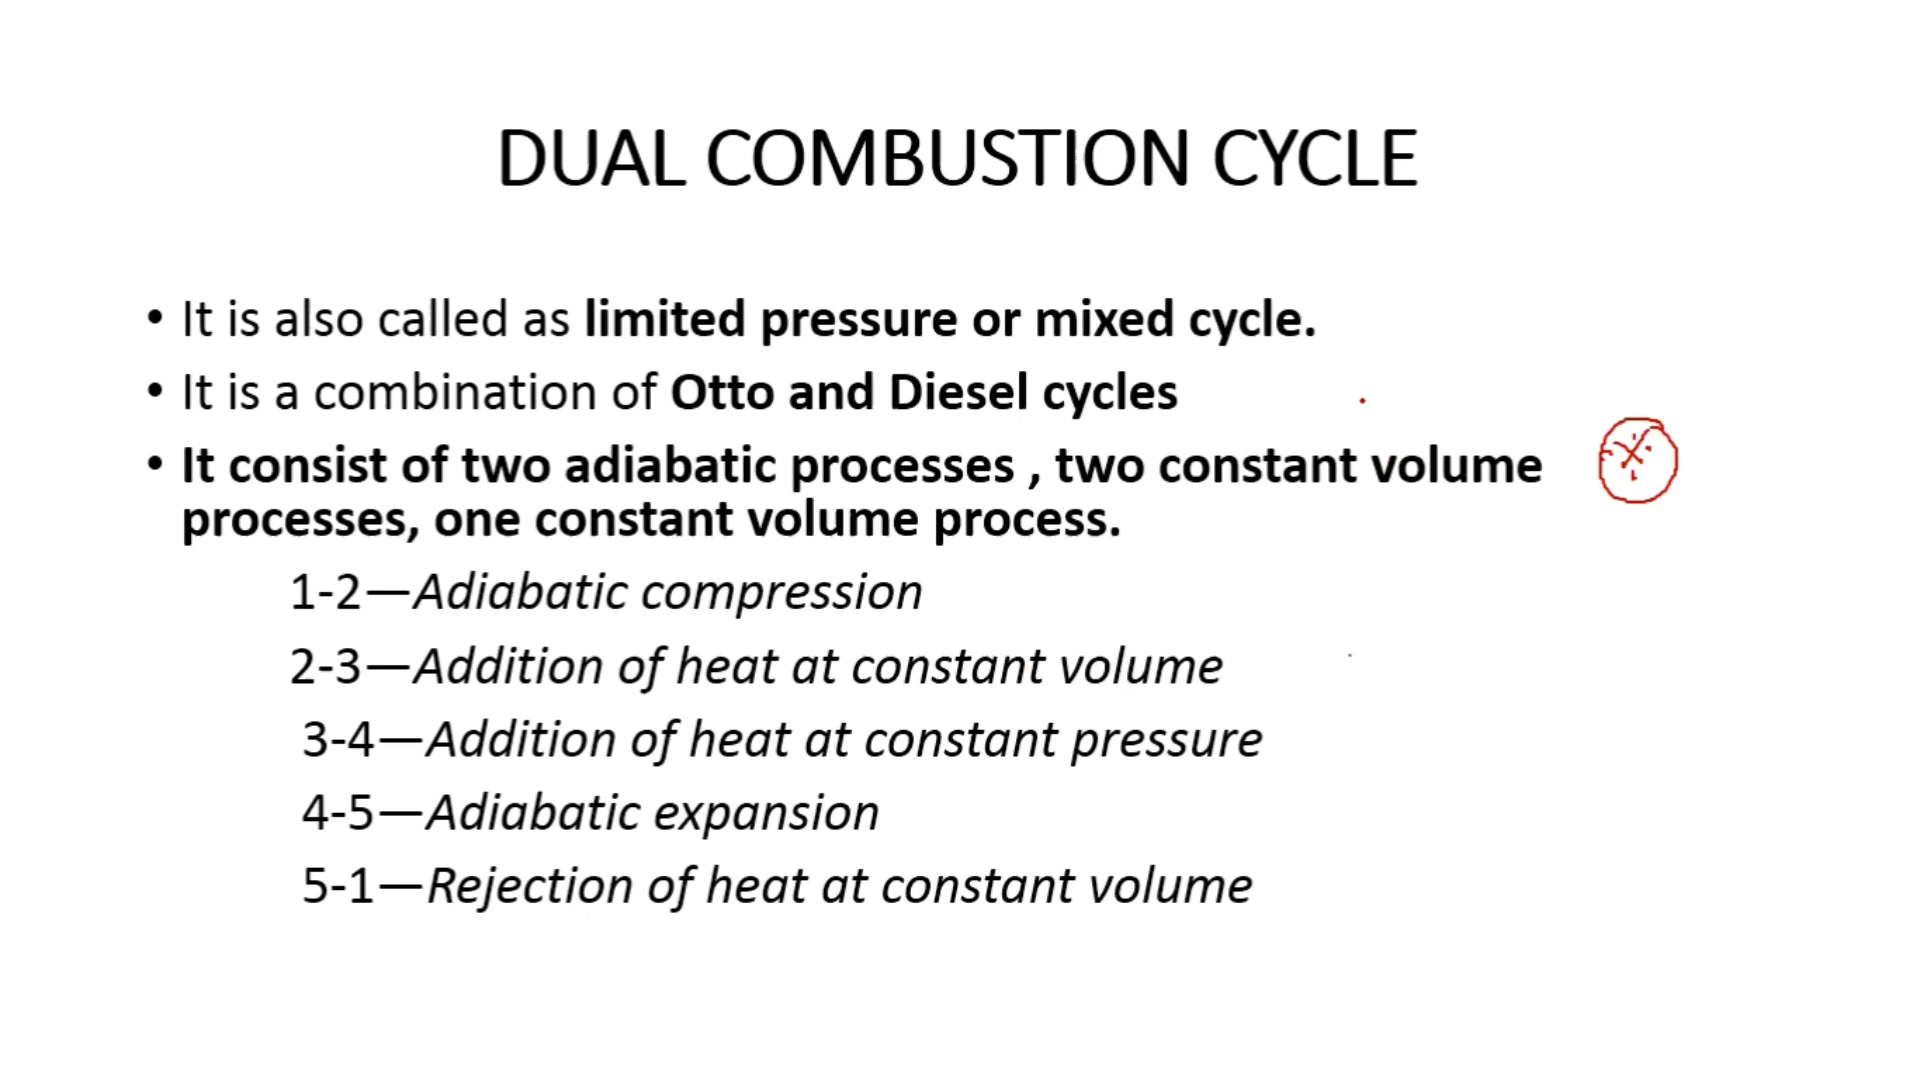 DUAL COMBUSTION CYCLE
• It is also called as limited pressure or mixed cycle.
• It is a combination of Otto and Diesel cycles
• It consist of two adiabatic processes , two constant volume
processes, one constant volume process.
1-2—Adiabatic compression
2-3—Addition of heat at constant volume
3-4—Addition of heat at constant pressure
4-5—Adiabatic expansion
5-1—Rejection of heat at constant volume